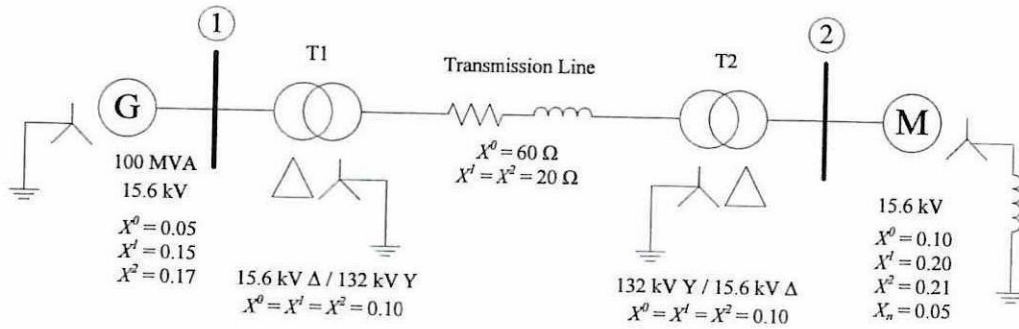 1
2
T1
T2
Transmission Line
G
M
X⁰ = 60 Ω
X¹ = X² = 20 Ω
100 MVA
15.6 kV
X⁰ = 0.05
X¹ = 0.15
X² = 0.17
15.6 kV Δ / 132 kV Y
X⁰ = X¹ = X² = 0.10
132 kV Y / 15.6 kV Δ
X⁰ = X¹ = X² = 0.10
15.6 kV
X⁰ = 0.10
X¹ = 0.20
X² = 0.21
Xₙ = 0.05